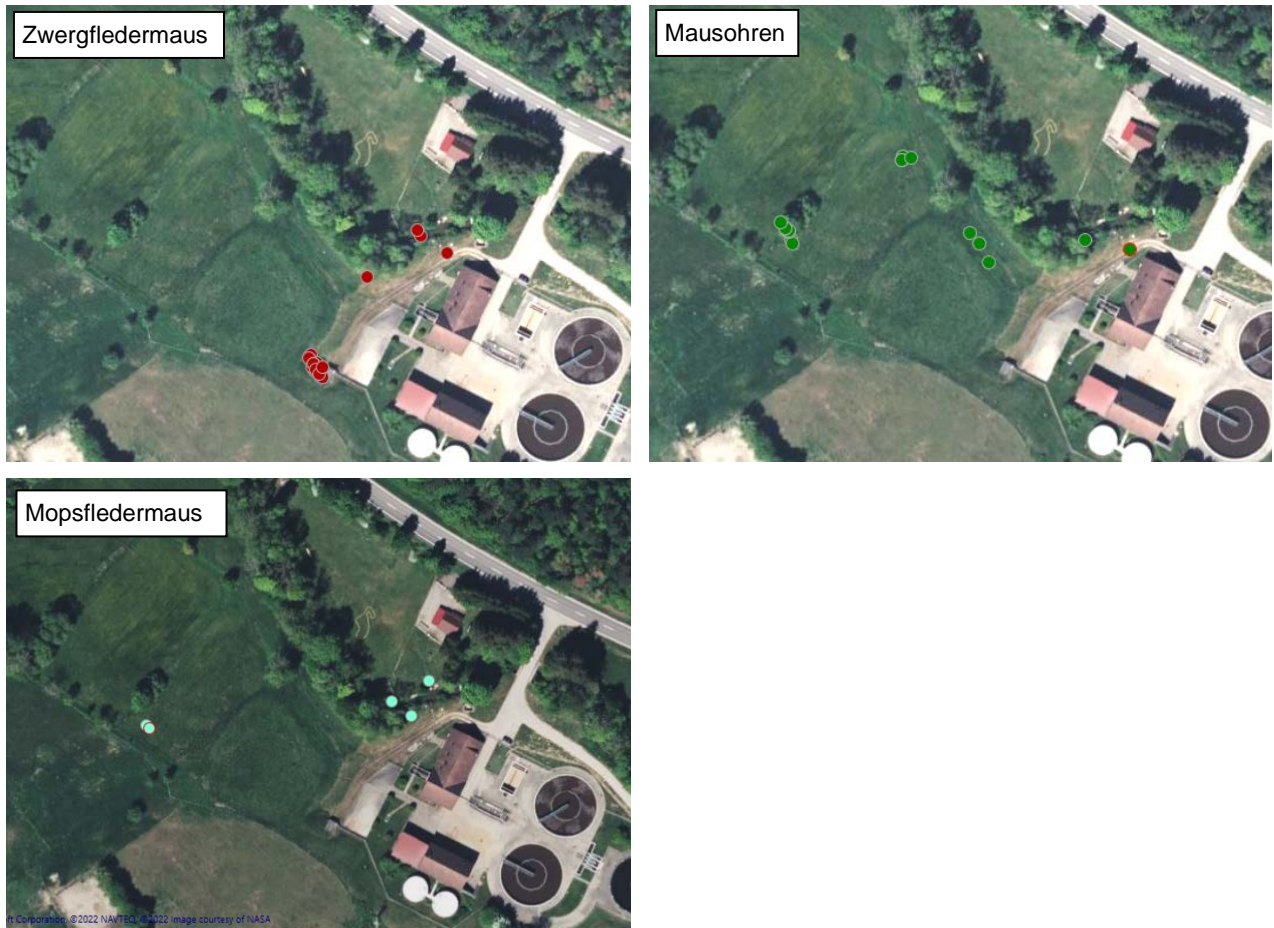 Zwergfledermaus
Mausohren
Mopsfledermaus
ft Corporation, ©2022 NAVTEQ, ©2022 Image courtesy of NASA